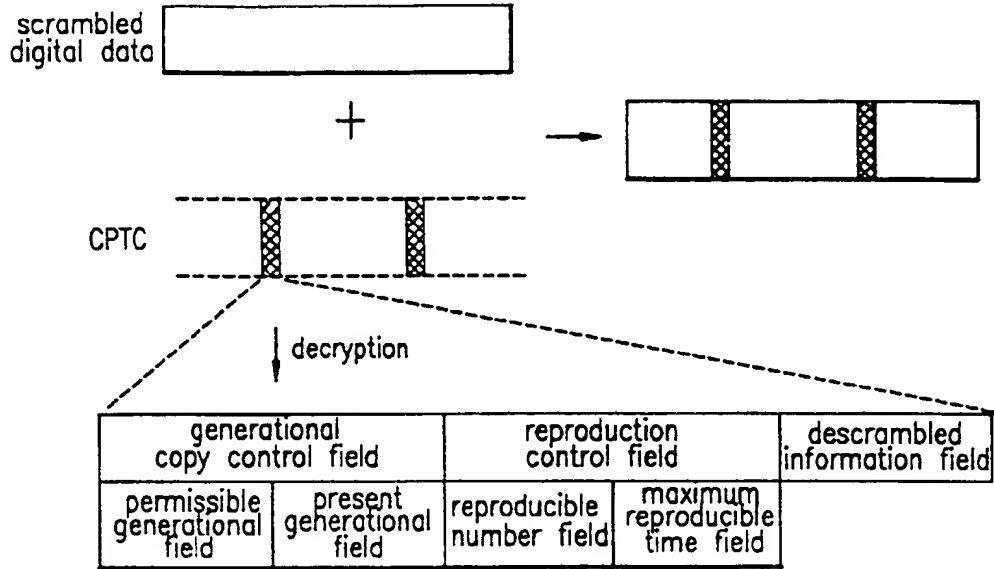 scrambled
digital data
+
CPTC
decryption
generational
copy control field
reproduction
control field
descrambled
information field
permissible
generational
field
present
generational
field
reproducible
number field
maximum
reproducible
time field